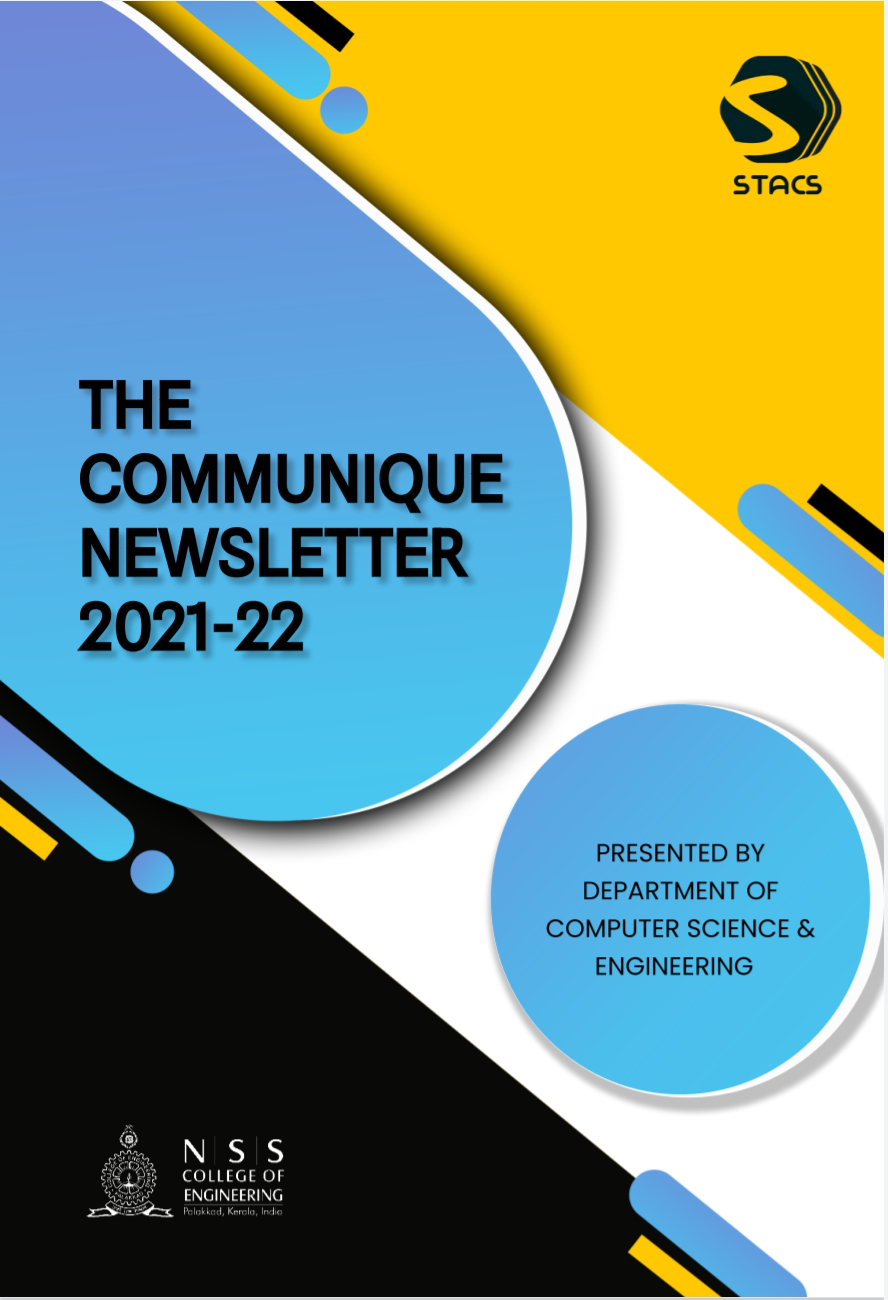 STACS
THE
COMMUNIQUE
NEWSLETTER
2021-22
PRESENTED BY
DEPARTMENT OF
COMPUTER SCIENCE &
ENGINEERING
N|S|S
COLLEGE OF
ENGINEERING
Palakkad, Kerala, India